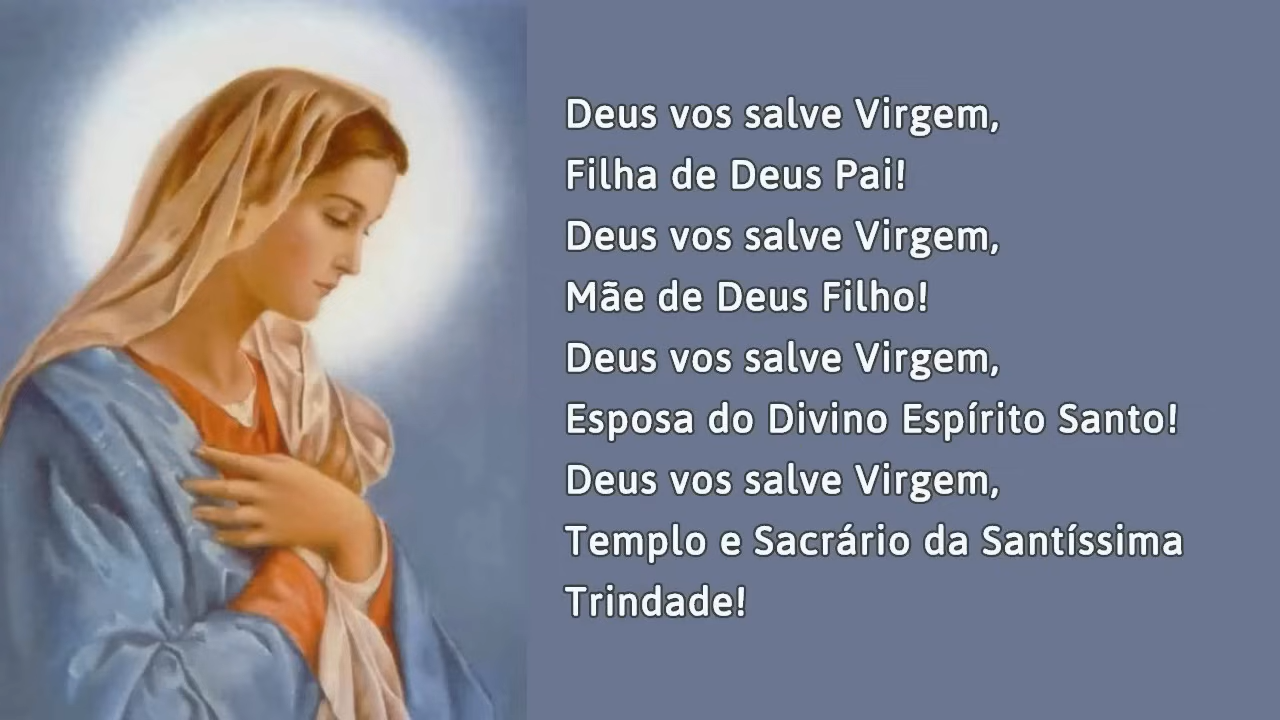 Deus vos salve Virgem,
Filha de Deus Pai!
Deus vos salve Virgem,
Mãe de Deus Filho!
Deus vos salve Virgem,
Esposa do Divino Espírito Santo!
Deus vos salve Virgem,
Templo e Sacrário da Santíssima
Trindade!